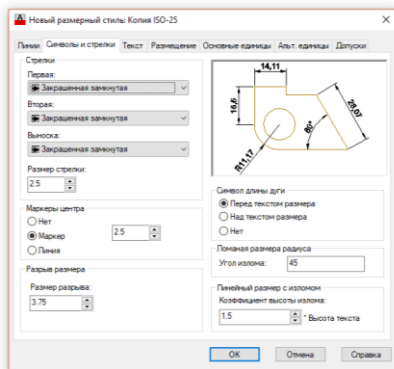 Новый размерный стиль: Копия ISO-25
Линии Символы и стрелки Текст Размещение Основные единицы Альт. единицы Допуски
Стрелки
Первая:
Закрашенная замкнутая
Вторая:
Закрашенная замкнутая
Выноска:
Закрашенная замкнутая
Размер стрелки:
2.5
Маркеры центра
Нет
Маркер
2.5
Линия
Разрыв размера
Размер разрыва:
3.75
14,11
16,6
28,07
60°
R11,17
Символ длины дуги
Перед текстом размера
Над текстом размера
Нет
Ломаная размера радиуса
Угол излома: 45
Линейный размер с изломом
Коэффициент высоты излома:
1.5 * Высота текста
OK Отмена Справка